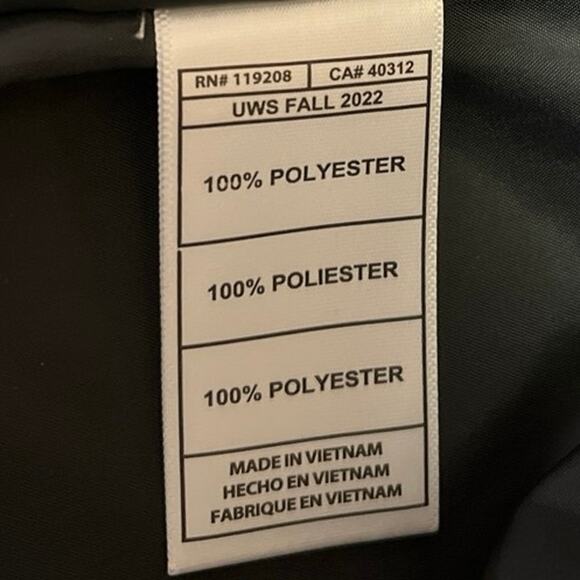 RN# 119208 CA# 40312
UWS FALL 2022
100% POLYESTER
100% POLIESTER
100% POLYESTER
MADE IN VIETNAM
HECHO EN VIETNAM
FABRIQUE EN VIETNAM